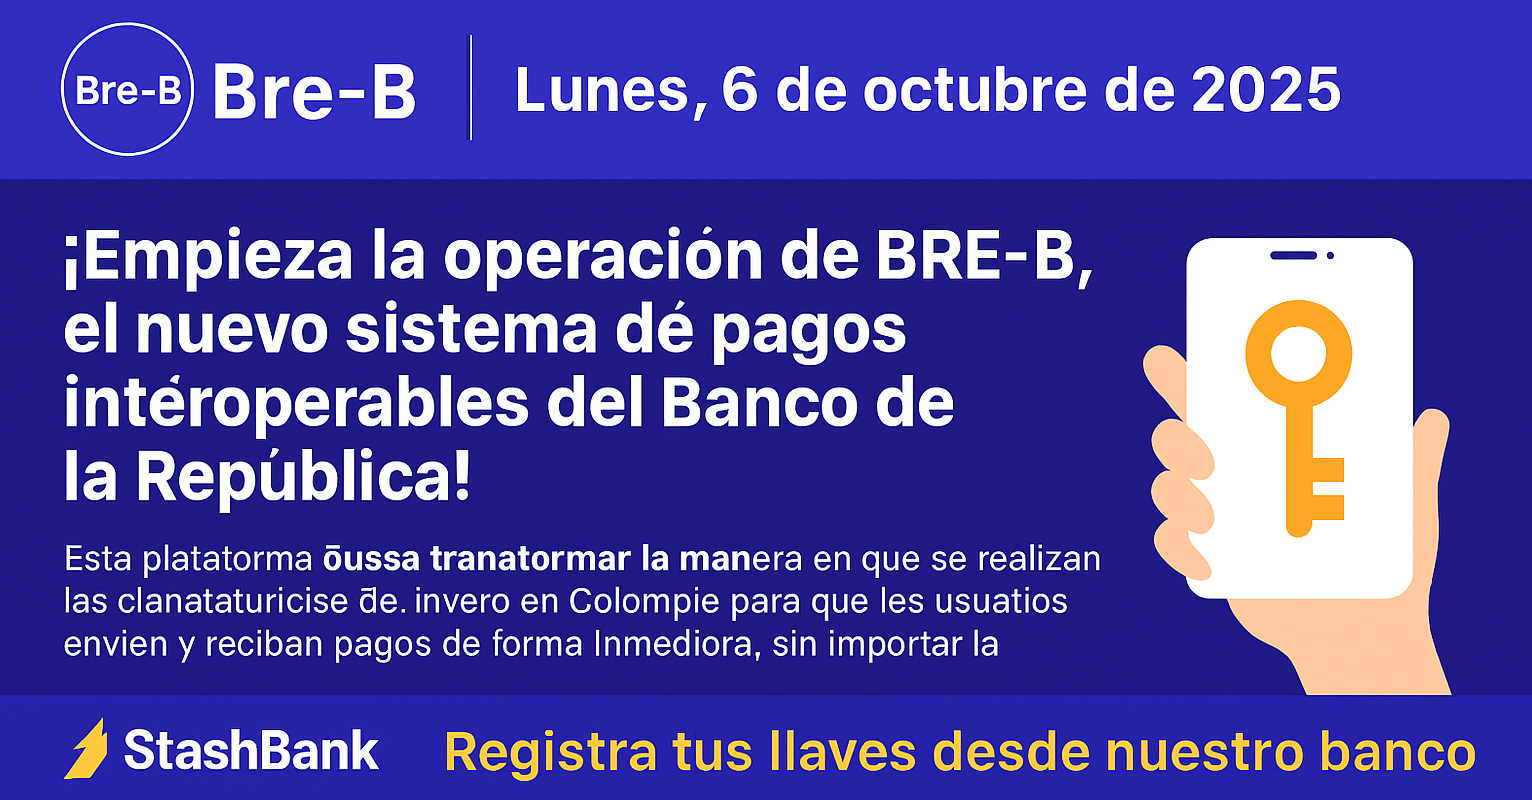 Bre-B Bre-B
Lunes, 6 de octubre de 2025
¡Empieza la operación de BRE-B,
el nuevo sistema dé pagos
intéroperables del Banco de
la República!
Esta platatorma ōussa tranatormar la manera en que se realizan
las clanataturicise d̄e. invero en Colompie para que les usuatios
envien y reciban pagos de forma Inmediora, sin importar la
StashBank
Registra tus llaves desde nuestro banco